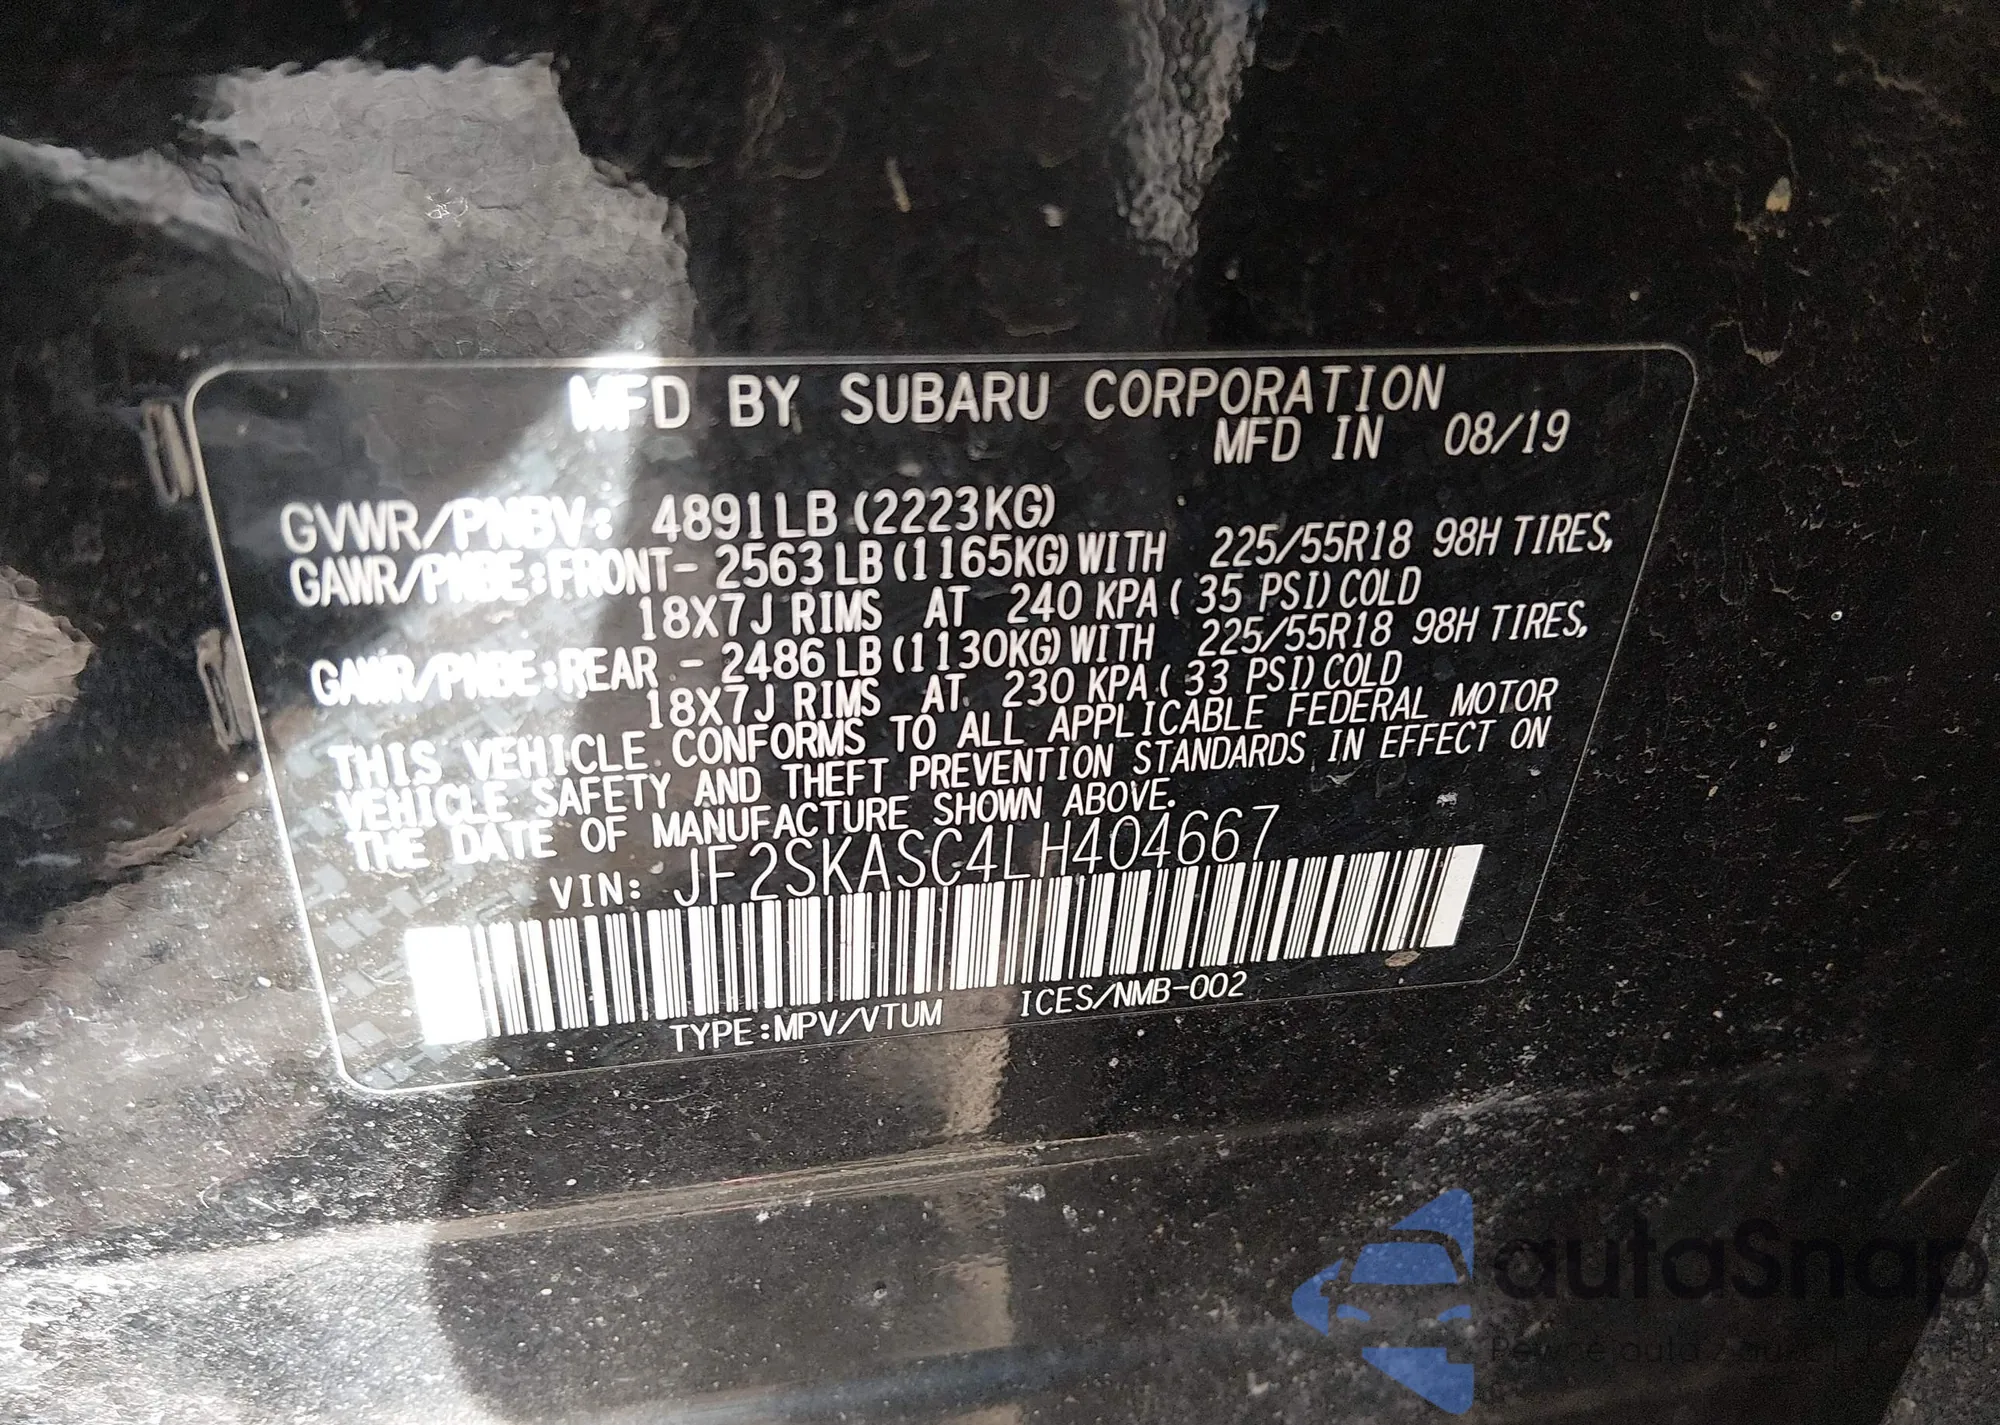 MFD BY SUBARU CORPORATION
MFD IN 08/19
GVWR/PNBV: 4891LB (2223KG)
GAWR/PNBE:FRONT- 2563 LB (1165KG) WITH 225/55R18 98H TIRES,
18X7J RIMS AT 240 KPA ( 35 PSI) COLD
GAWR/PNBE:REAR - 2486 LB (1130KG) WITH 225/55R18 98H TIRES,
18X7J RIMS AT 230 KPA ( 33 PSI) COLD
THIS VEHICLE CONFORMS TO ALL APPLICABLE FEDERAL MOTOR
VEHICLE SAFETY AND THEFT PREVENTION STANDARDS IN EFFECT ON
THE DATE OF MANUFACTURE SHOWN ABOVE.
VIN: JF2SKASC4LH404667
TYPE:MPV/VTUM ICES/NMB-002
autaSnap
Pewne auta z